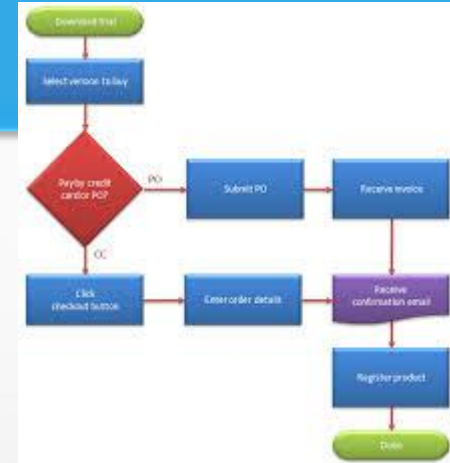 Download trial
Select version to buy
Pay by credit
card or PO?
PO
Submit PO
Receive invoice
CC
Click
checkout button
Enter order details
Receive
confirmation email
Register product
Done